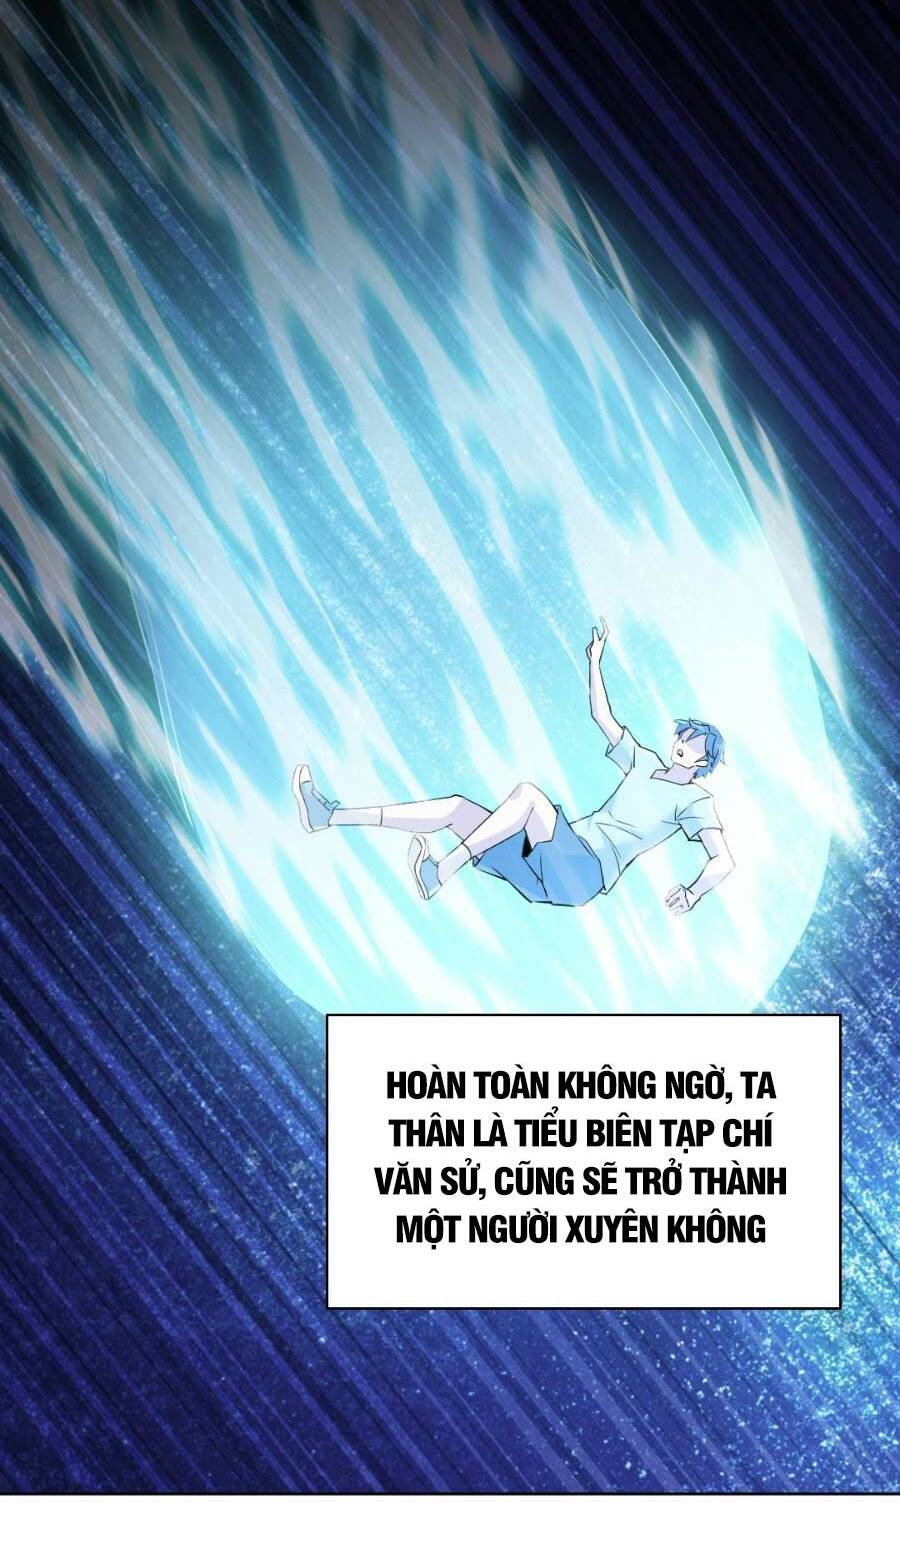 HOÀN TOÀN KHÔNG NGỜ, TA
THÂN LÀ TIỂU BIÊN TẠP CHÍ
VĂN SỬ, CŨNG SẼ TRỞ THÀNH
MỘT NGƯỜI XUYÊN KHÔNG